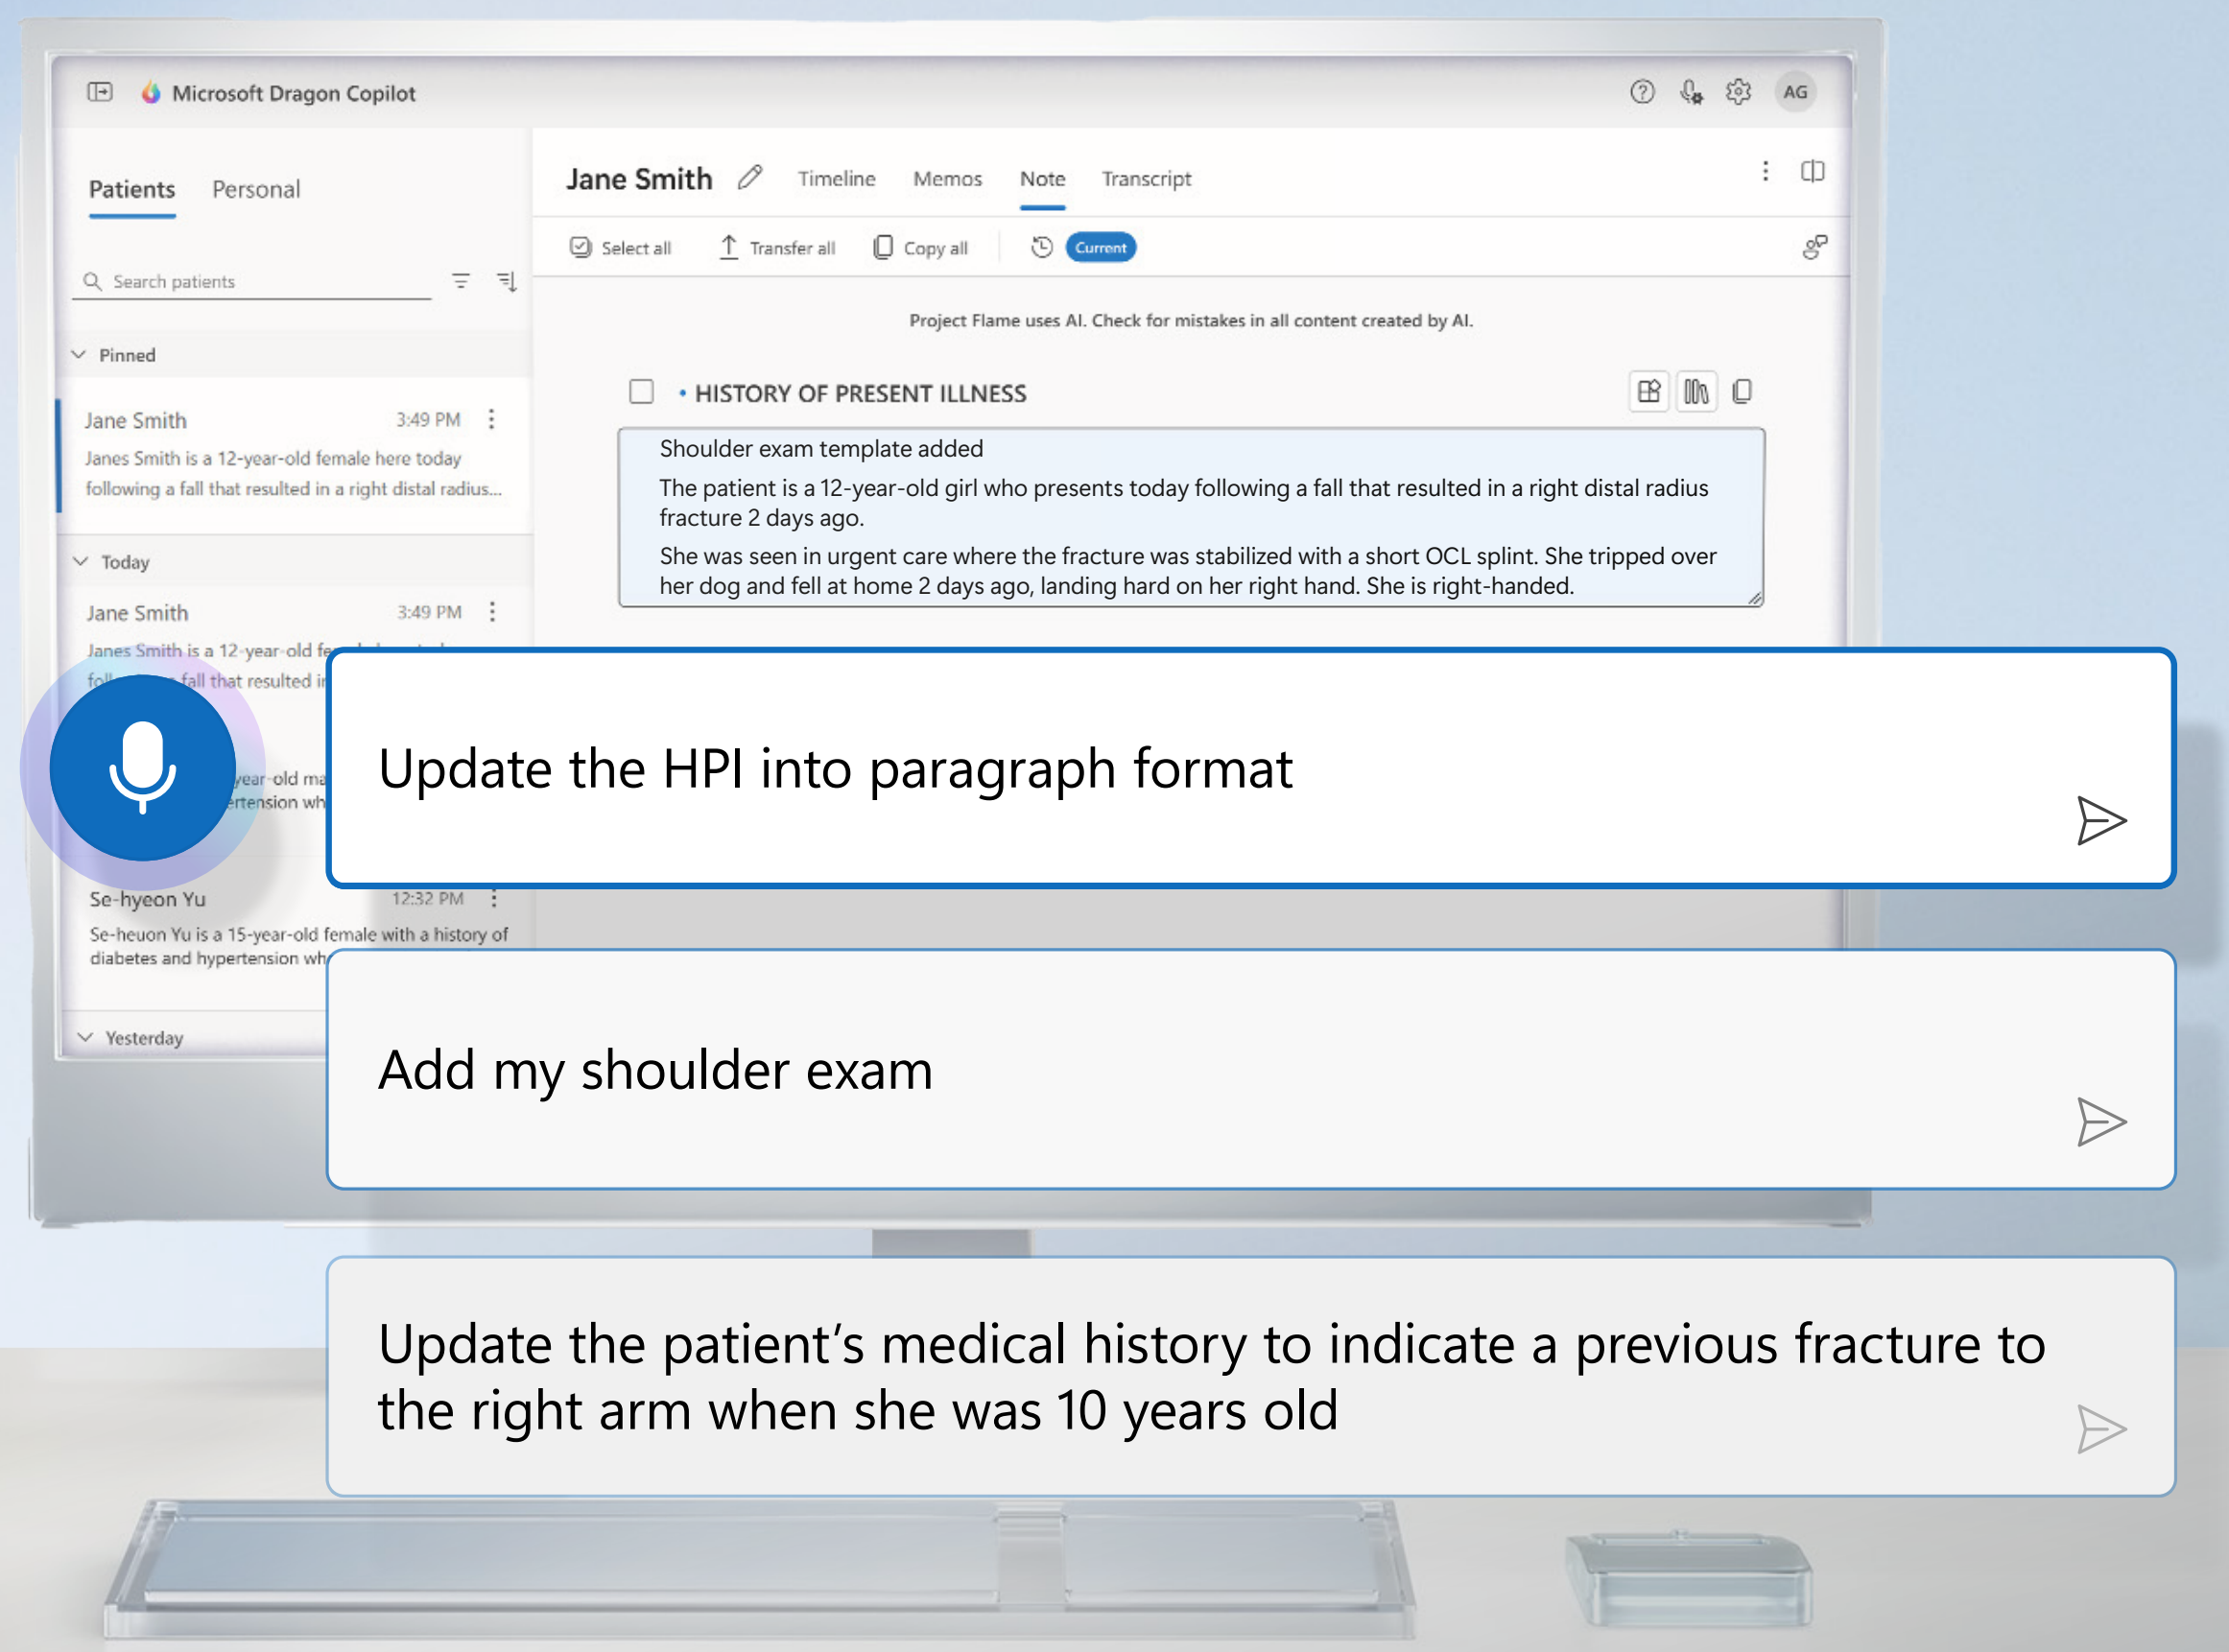 Microsoft Dragon Copilot
AG
Patients Personal
Search patients
Pinned
Jane Smith 3:49 PM
Janes Smith is a 12-year-old female here today
following a fall that resulted in a right distal radius...
Today
Jane Smith 3:49 PM
Janes Smith is a 12-year-old
fall that resulted
year-old
Se-hyeon Yu 12:32 PM
Se-heuon Yu is a 15-year-old female with a history of
diabetes and hypertension
Yesterday
Jane Smith Timeline Memos Note Transcript
Select all Transfer all Copy all Current
Project Flame uses AI. Check for mistakes in all content created by AI.
• HISTORY OF PRESENT ILLNESS
Shoulder exam template added
The patient is a 12-year-old girl who presents today following a fall that resulted in a right distal radius
fracture 2 days ago.
She was seen in urgent care where the fracture was stabilized with a short OCL splint. She tripped over
her dog and fell at home 2 days ago, landing hard on her right hand. She is right-handed.
Update the HPI into paragraph format
Add my shoulder exam
Update the patient’s medical history to indicate a previous fracture to
the right arm when she was 10 years old